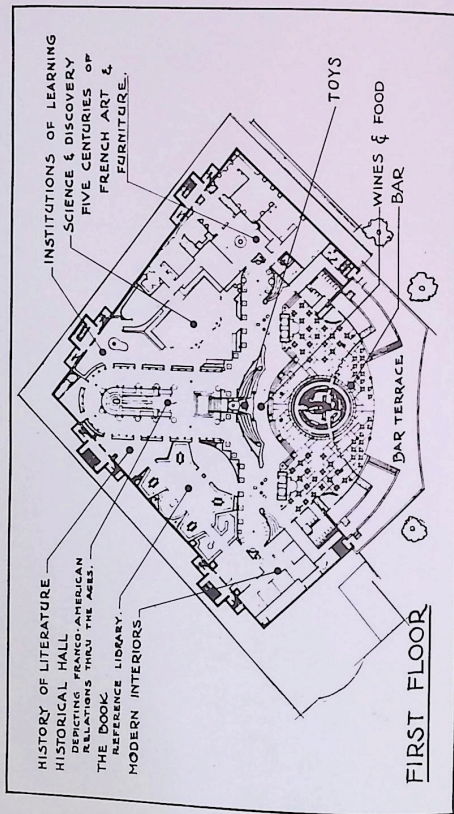 INSTITUTIONS OF LEARNING
SCIENCE & DISCOVERY
FIVE CENTURIES OF
FRENCH ART &
FURNITURE.
TOYS
WINES & FOOD
BAR
BAR TERRACE
HISTORY OF LITERATURE
HISTORICAL HALL
DEPICTING FRANCO-AMERICAN
RELATIONS THRU THE AGES.
THE BOOK
REFERENCE LIBRARY.
MODERN INTERIORS
FIRST FLOOR